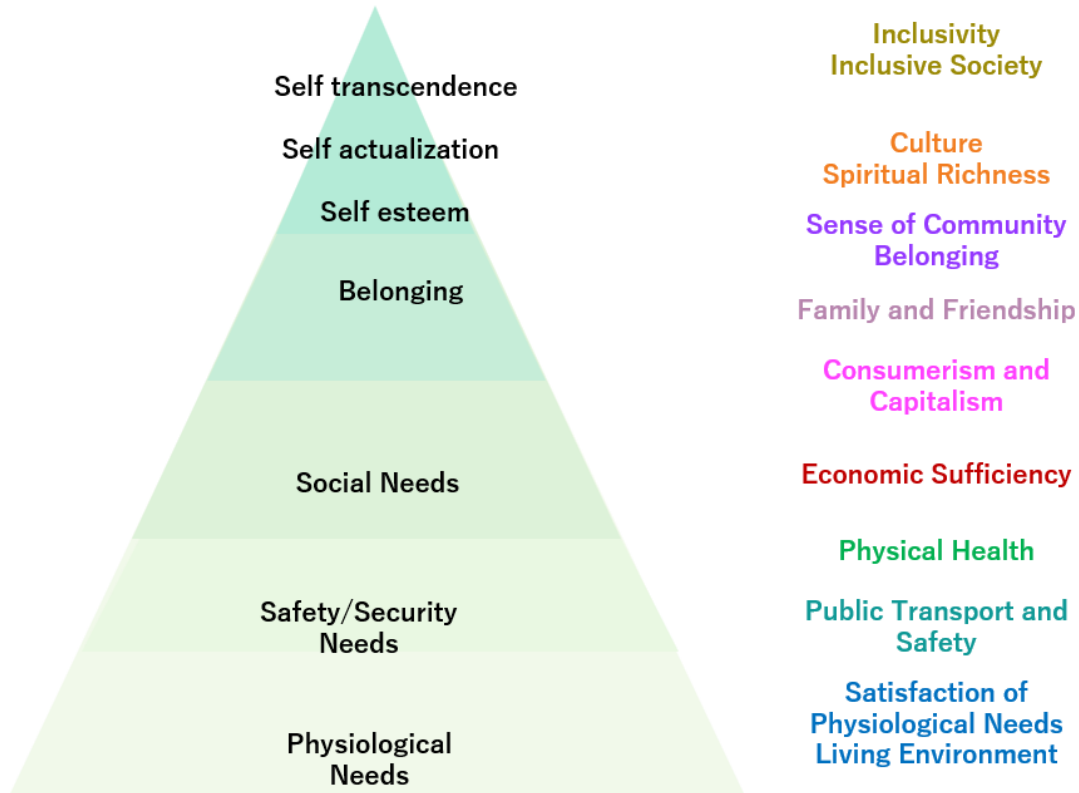 Self transcendence
Self actualization
Self esteem
Belonging
Social Needs
Safety/Security
Needs
Physiological
Needs
Inclusivity
Inclusive Society
Culture
Spiritual Richness
Sense of Community
Belonging
Family and Friendship
Consumerism and
Capitalism
Economic Sufficiency
Physical Health
Public Transport and
Safety
Satisfaction of
Physiological Needs
Living Environment